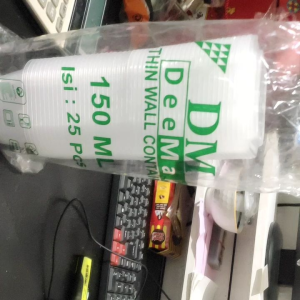 DM
DeeMa
THIN WALL CONTA
150 ML
Isi : 25 Pc